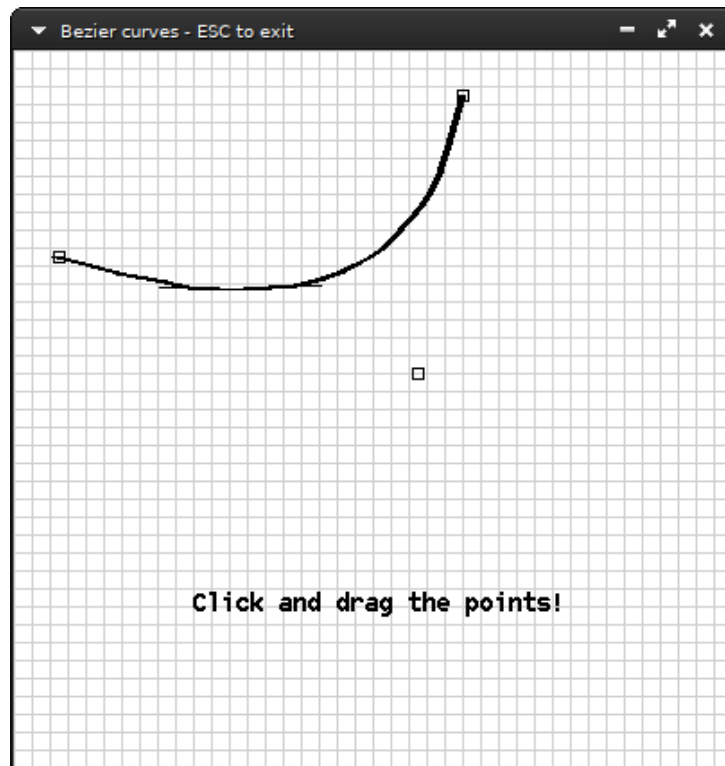 Bezier curves - ESC to exit
Click and drag the points!